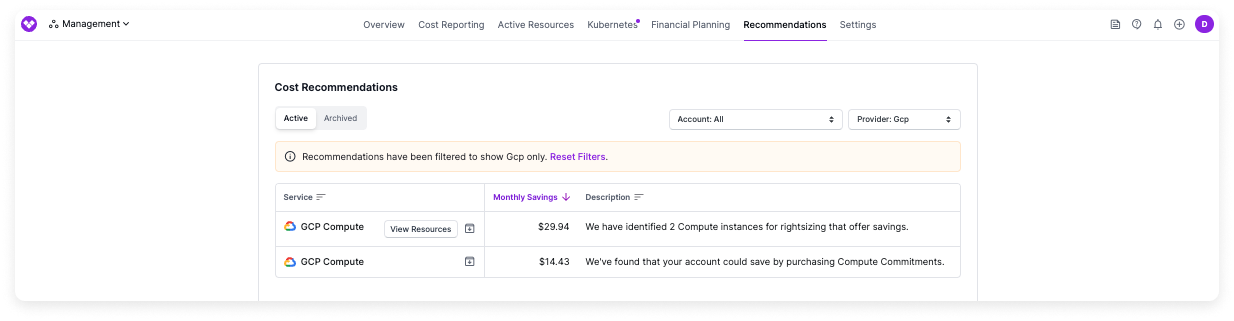 Management Overview Cost Reporting Active Resources Kubernetes Financial Planning Recommendations Settings D
Cost Recommendations
Active Archived Account: All Provider: Gcp
Recommendations have been filtered to show Gcp only. Reset Filters.
Service Monthly Savings Description
GCP Compute View Resources $29.94 We have identified 2 Compute instances for rightsizing that offer savings.
GCP Compute $14.43 We've found that your account could save by purchasing Compute Commitments.